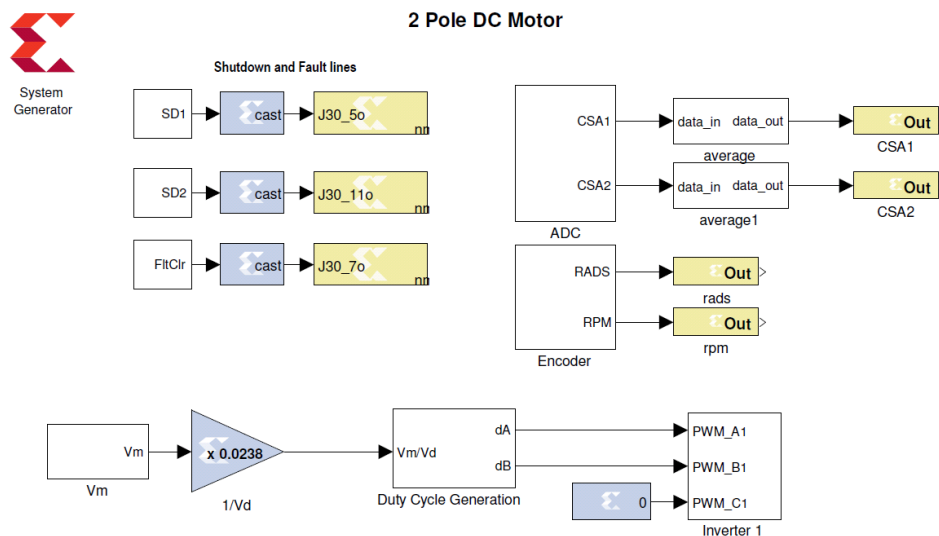 2 Pole DC Motor
System
Generator
Shutdown and Fault lines
SD1
cast
J30_5o
SD2
cast
J30_11o
FltClr
cast
J30_7o
CSA1
CSA2
ADC
data_in data_out
average
Out
CSA1
data_in data_out
average1
Out
CSA2
RADS
RPM
Encoder
Out
rads
Out
rpm
Vm
Vm
x 0.0238
1/Vd
Vm/Vd
dA
dB
Duty Cycle Generation
0
PWM_A1
PWM_B1
PWM_C1
Inverter 1